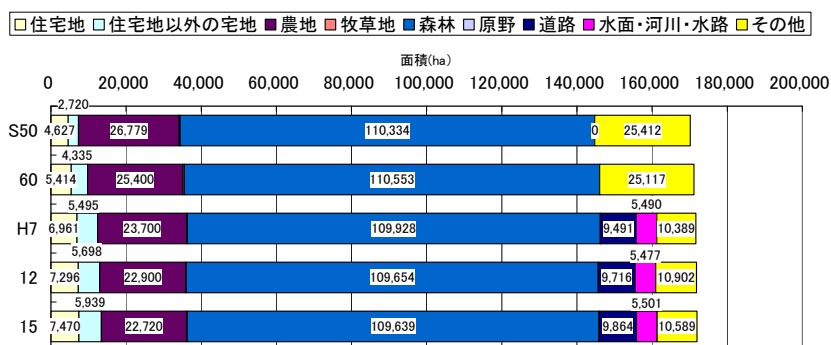 住宅地 住宅地以外の宅地 農地 牧草地 森林 原野 道路 水面・河川・水路 その他
面積(ha)
0 20,000 40,000 60,000 80,000 100,000 120,000 140,000 160,000 180,000 200,000
2,720
S50 4,627 26,779 110,334 0 25,412
4,335
60 5,414 25,400 110,553 25,117
5,495 5,490
H7 6,961 23,700 109,928 9,491 10,389
5,698 5,477
12 7,296 22,900 109,654 9,716 10,902
5,939 5,501
15 7,470 22,720 109,639 9,864 10,589